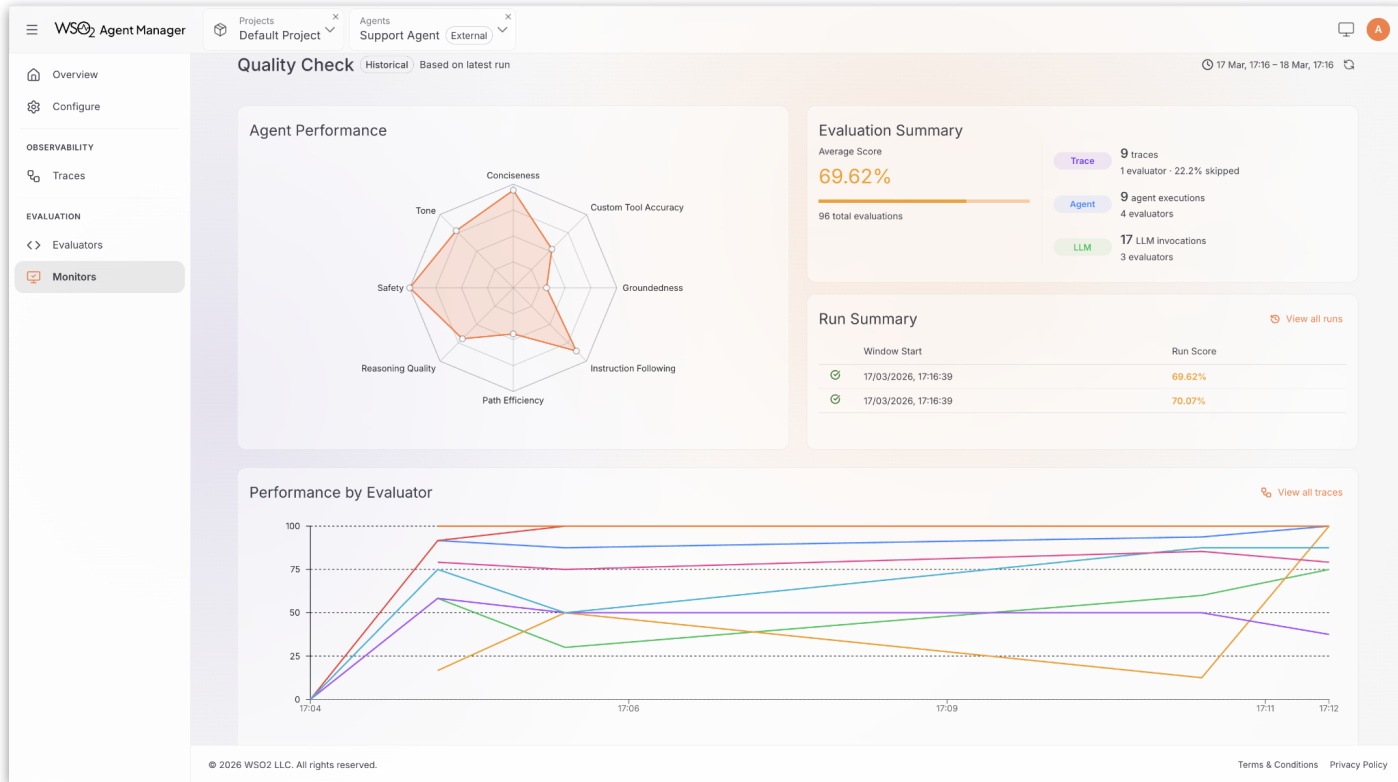 WSO2 Agent Manager
Projects
Default Project
Agents
Support Agent External
A
Overview
Configure
OBSERVABILITY
Traces
EVALUATION
Evaluators
Monitors
Quality Check Historical Based on latest run
17 Mar, 17:16 – 18 Mar, 17:16
Agent Performance
Conciseness
Custom Tool Accuracy
Groundedness
Instruction Following
Path Efficiency
Reasoning Quality
Safety
Tone
Evaluation Summary
Average Score
69.62%
96 total evaluations
Trace
9 traces
1 evaluator · 22.2% skipped
Agent
9 agent executions
4 evaluators
LLM
17 LLM invocations
3 evaluators
Run Summary
View all runs
Window Start Run Score
17/03/2026, 17:16:39 69.62%
17/03/2026, 17:16:39 70.07%
Performance by Evaluator
View all traces
100
75
50
25
0
17:04 17:06 17:09 17:11 17:12
© 2026 WSO2 LLC. All rights reserved.
Terms & Conditions Privacy Policy